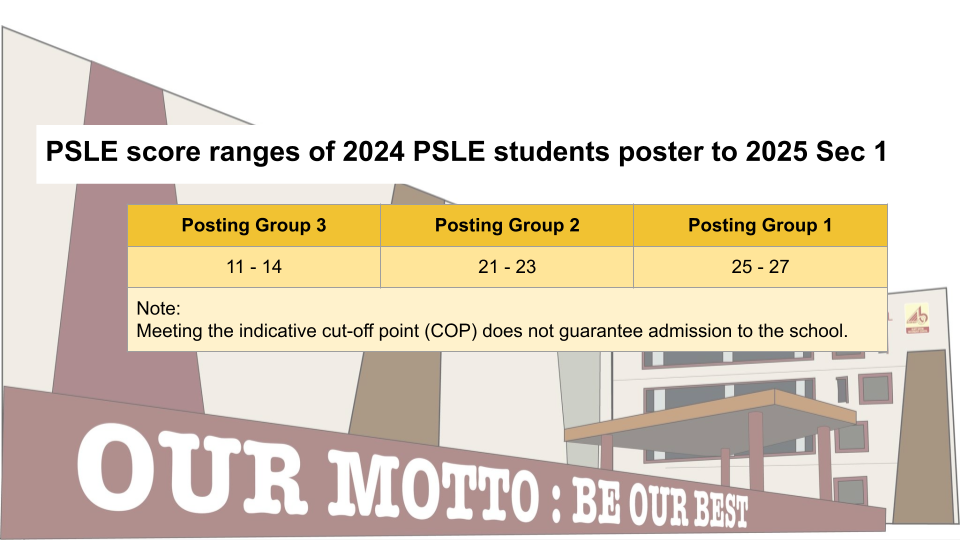 PSLE score ranges of 2024 PSLE students poster to 2025 Sec 1
Posting Group 3 Posting Group 2 Posting Group 1
11 - 14 21 - 23 25 - 27
Note:
Meeting the indicative cut-off point (COP) does not guarantee admission to the school.
OUR MOTTO : BE OUR BEST